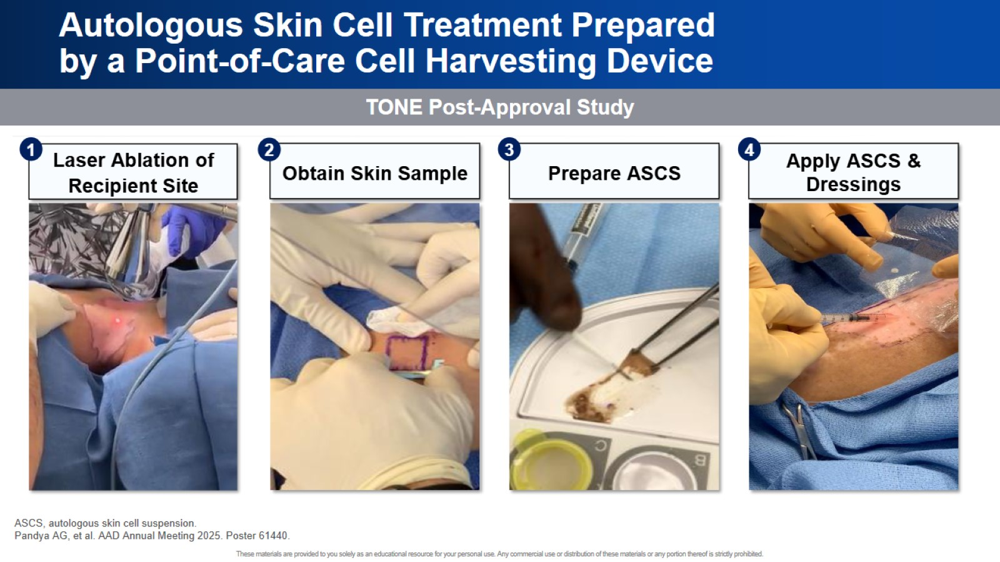 Autologous Skin Cell Treatment Prepared
by a Point-of-Care Cell Harvesting Device
TONE Post-Approval Study
1
Laser Ablation of
Recipient Site
2
Obtain Skin Sample
3
Prepare ASCS
4
Apply ASCS &
Dressings
C
B
ASCS, autologous skin cell suspension.
Pandya AG, et al. AAD Annual Meeting 2025. Poster 61440.
These materials are provided to you solely as an educational resource for your personal use. Any commercial use or distribution of these materials or any portion thereof is strictly prohibited.